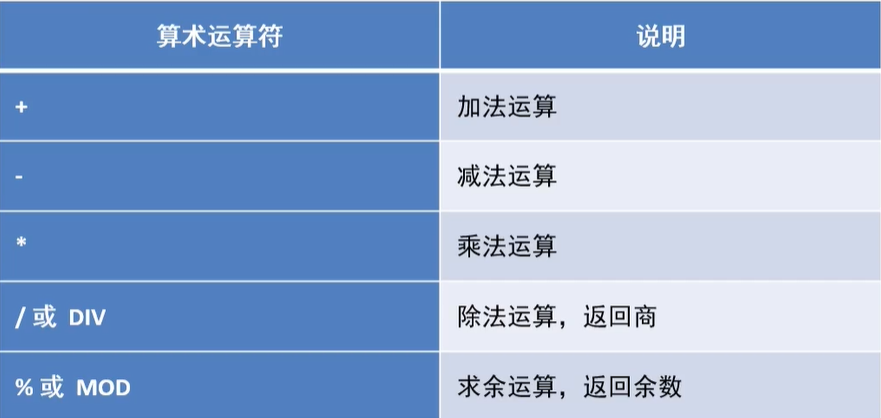 算术运算符 说明
+ 加法运算
- 减法运算
* 乘法运算
/ 或 DIV 除法运算，返回商
% 或 MOD 求余运算，返回余数